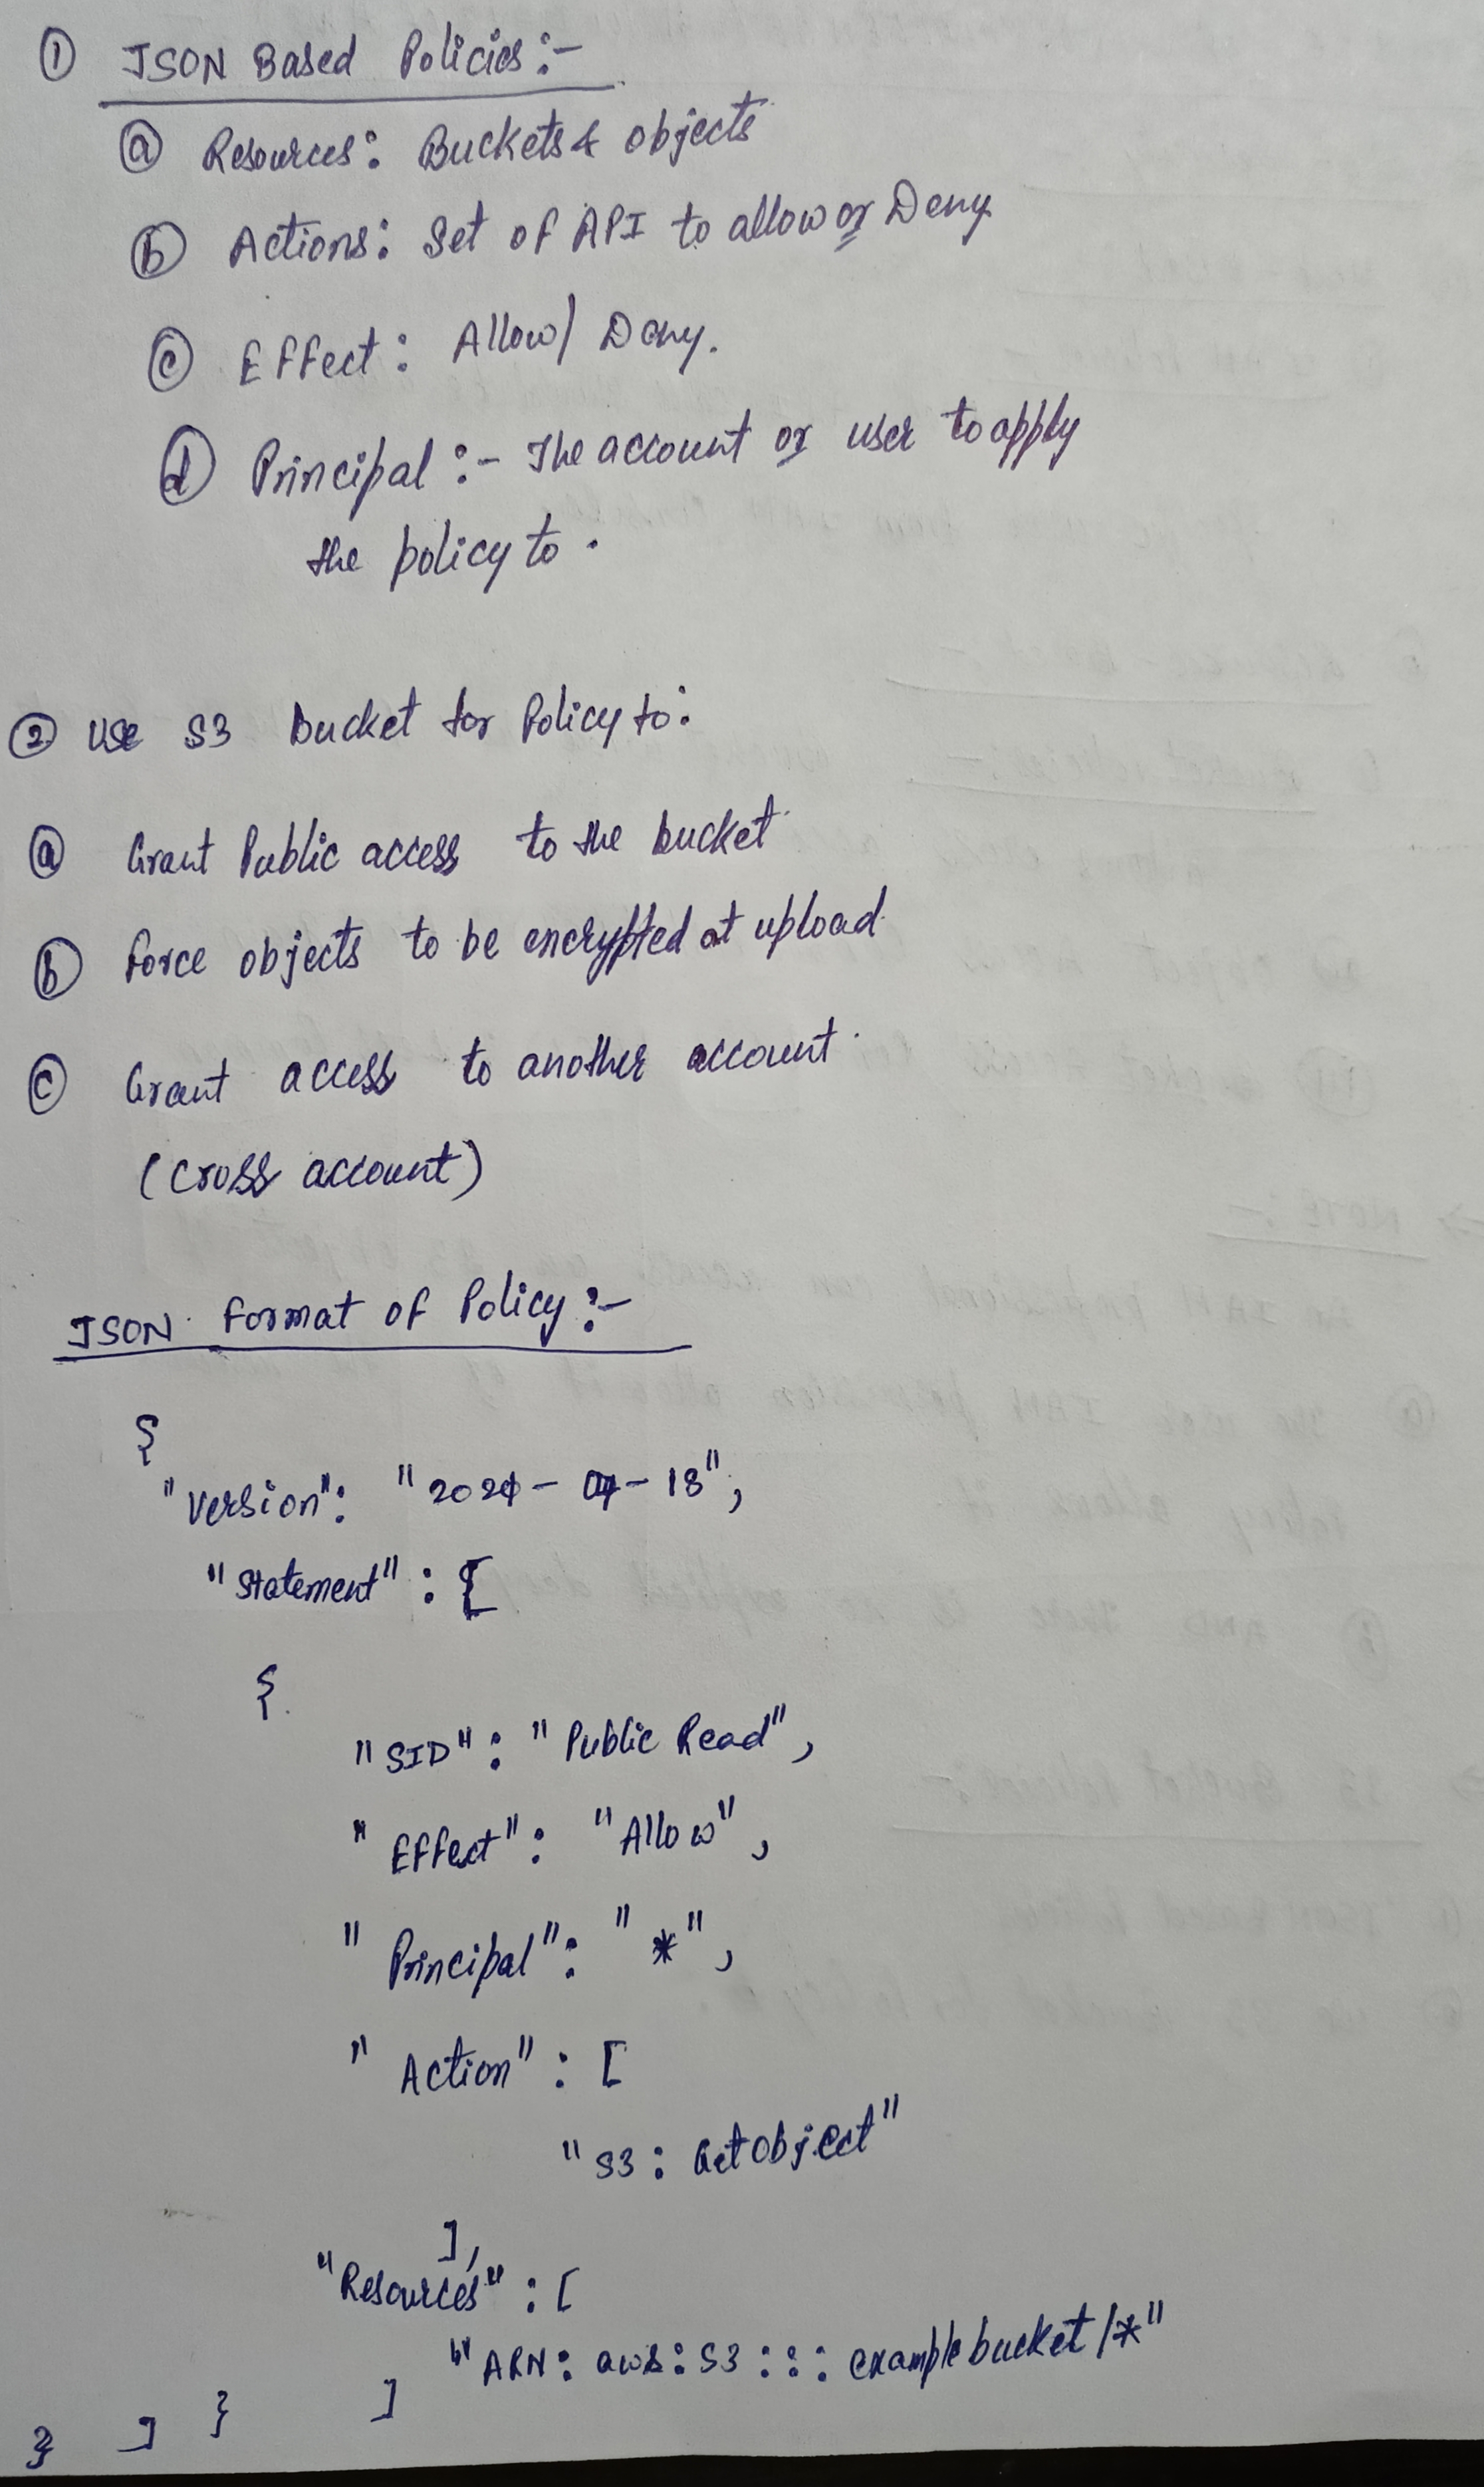 ① JSON Based Policies :-
ⓐ Resources: Buckets & objects
ⓑ Actions: Set of API to allow or Deny
ⓒ Effect: Allow/ Deny.
ⓓ Principal :- The account or user to apply
the policy to.
② Use S3 Bucket for Policy to:
ⓐ Grant Public access to the bucket
ⓑ Force objects to be encrypted at upload
ⓒ Grant access to another account.
(Cross account)
JSON Format of Policy :-
{
"Version": "2024-04-18",
"Statement" : [
{
"SID" : "Public Read",
"Effect" : "Allow",
"Principal" : "*",
"Action" : [
"S3 : Getobject"
],
"Resources" : [
"ARN: aws:S3 ::: examplebucket/*"
]
}
]
}